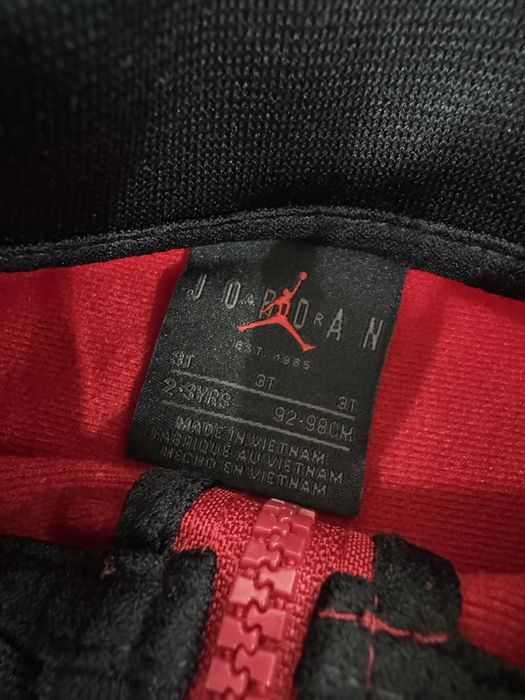 JORDAN
AIR
EST. 1985
3T 3T 3T
2-3YRS 92-98CM
MADE IN VIETNAM
FABRIQUE AU VIETNAM
HECHO EN VIETNAM